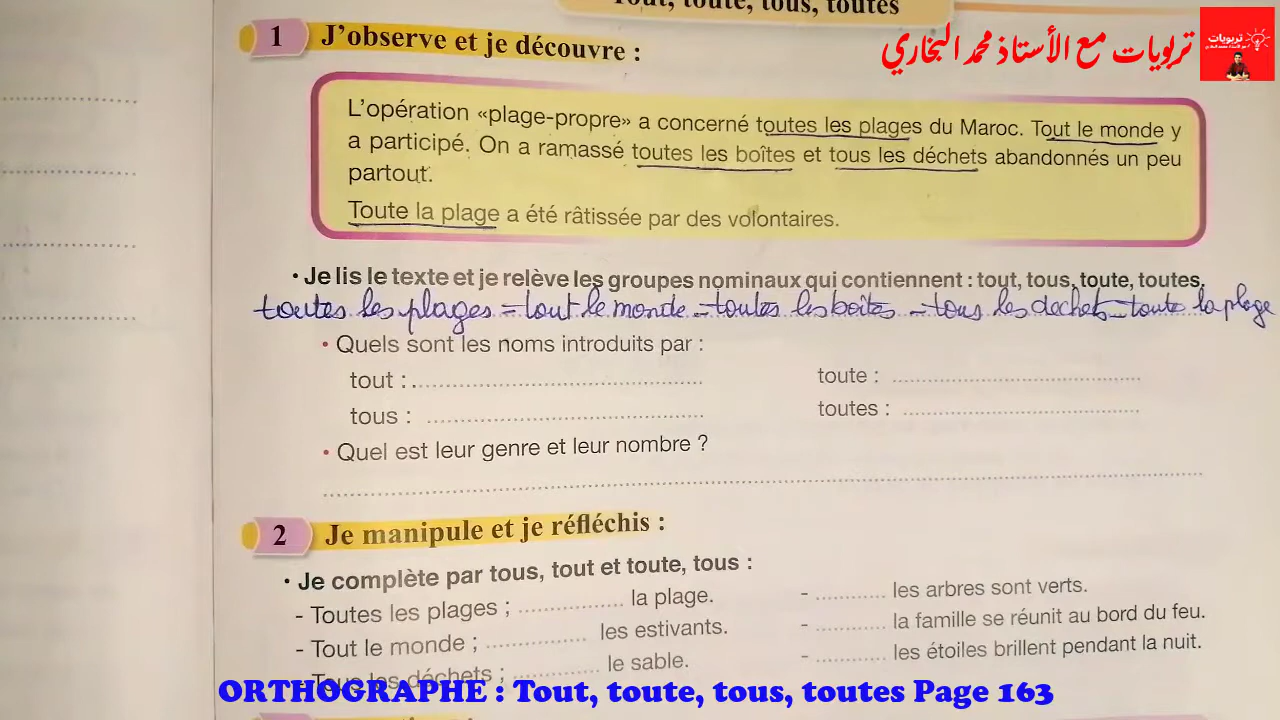 Tout, toute, tous, toutes
تربويات مع الأستاذ محمد البخاري
تربويات
1 J'observe et je découvre :
L'opération «plage-propre» a concerné toutes les plages du Maroc. Tout le monde y
a participé. On a ramassé toutes les boîtes et tous les déchets abandonnés un peu
partout.
Toute la plage a été râtissée par des volontaires.
• Je lis le texte et je relève les groupes nominaux qui contiennent : tout, tous, toute, toutes.
toutes les plages - tout le monde - toutes les boîtes - tous les dechets - toute la plage
• Quels sont les noms introduits par :
tout : ........................ toute : ........................
tous : ........................ toutes : ........................
• Quel est leur genre et leur nombre ?
2 Je manipule et je réfléchis :
• Je complète par tous, tout et toute, tous :
- Toutes les plages ; .................. la plage. - ............ les arbres sont verts.
- Tout le monde ; .................. les estivants. - ............ la famille se réunit au bord du feu.
- Tous les déchets ; ............... le sable. - ............ les étoiles brillent pendant la nuit.
ORTHOGRAPHE : Tout, toute, tous, toutes Page 163